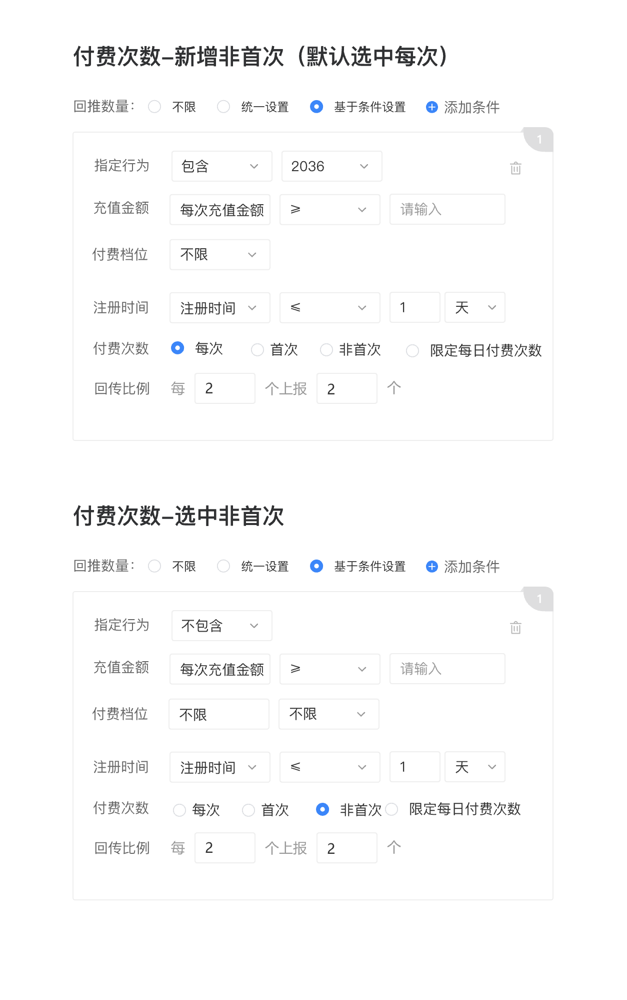 付费次数-新增非首次（默认选中每次）
回推数量： 不限 统一设置 基于条件设置 添加条件
1
指定行为 包含 2036
充值金额 每次充值金额 ⩾ 请输入
付费档位 不限
注册时间 注册时间 ⩽ 1 天
付费次数 每次 首次 非首次 限定每日付费次数
回传比例 每 2 个上报 2 个
付费次数-选中非首次
回推数量： 不限 统一设置 基于条件设置 添加条件
1
指定行为 不包含
充值金额 每次充值金额 ⩾ 请输入
付费档位 不限 不限
注册时间 注册时间 ⩽ 1 天
付费次数 每次 首次 非首次 限定每日付费次数
回传比例 每 2 个上报 2 个